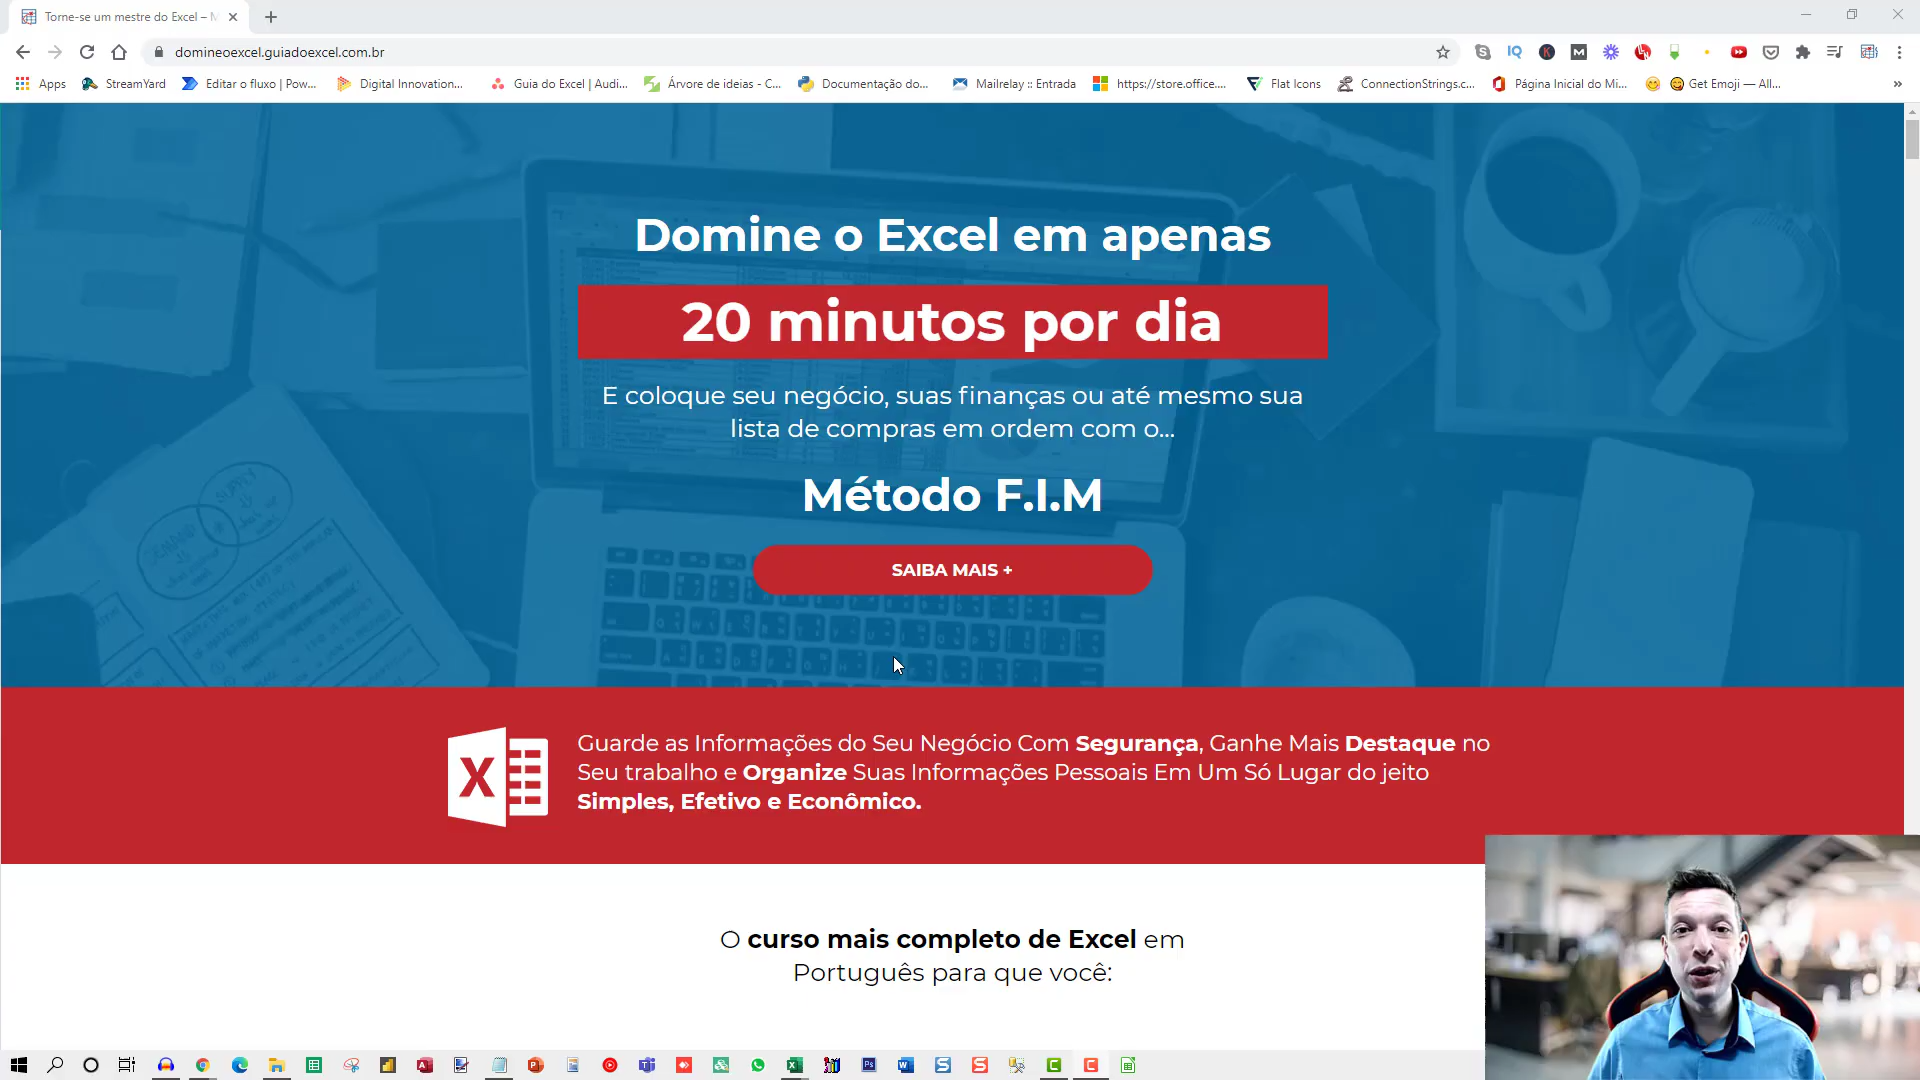 Torne-se um mestre do Excel – M
domineoexcel.guiadoexcel.com.br
Apps
StreamYard
Editar o fluxo | Pow...
Digital Innovation...
Guia do Excel | Audi...
Árvore de ideias - C...
Documentação do...
Mailrelay :: Entrada
https://store.office....
Flat Icons
ConnectionStrings.c...
Página Inicial do Mi...
Get Emoji — All...
Domine o Excel em apenas
20 minutos por dia
E coloque seu negócio, suas finanças ou até mesmo sua
lista de compras em ordem com o...
Método F.I.M
SAIBA MAIS +
Guarde as Informações do Seu Negócio Com Segurança, Ganhe Mais Destaque no
Seu trabalho e Organize Suas Informações Pessoais Em Um Só Lugar do jeito
Simples, Efetivo e Econômico.
O curso mais completo de Excel em
Português para que você: